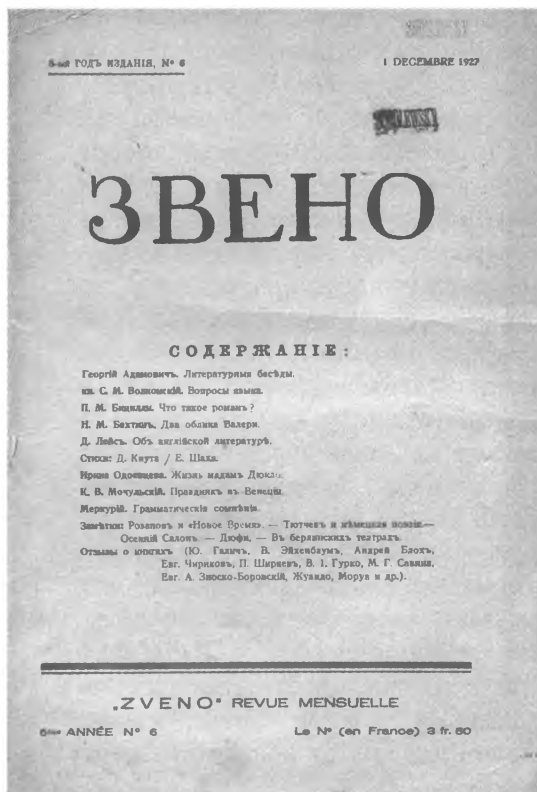 5-ый ГОДЪ ИЗДАНІЯ, № 6
1 DECEMBRE 1927
ЗВЕНО
СОДЕРЖАНІЕ:
Георгій Адамовичъ. Литературныя бесѣды.
кн. С. М. Волконскій. Вопросы языка.
П. М. Бицилли. Что такое романъ?
Н. М. Бахтинъ. Два облика Валери.
Д. Лейсъ. Объ англійской литературѣ.
Стихи: Д. Кнута / Е. Шаха.
Ирина Одоевцева. Жизнь мадамъ Дюкло.
К. В. Мочульскій. Праздникъ въ Венеціи.
Меркурій. Грамматическія сомнѣнія.
Замѣтки: Розановъ и «Новое Время». — Тютчевъ и нѣмецкая поэзія.—
Осенній Салонъ. — Дюфи. — Въ берлинскихъ театрахъ.
Отзывы о книгахъ (Ю. Галичъ, Б. Эйхенбаумъ, Андрей Блохъ,
Евг. Чириковъ, П. Ширяевъ, В. І. Гурко, М. Г. Савина,
Евг. А. Зноско-Боровскій, Жуандо, Моруа и др.).
„ZVENO“ REVUE MENSUELLE
ANNÉE N° 6
Le N° (en France) 3 fr. 60